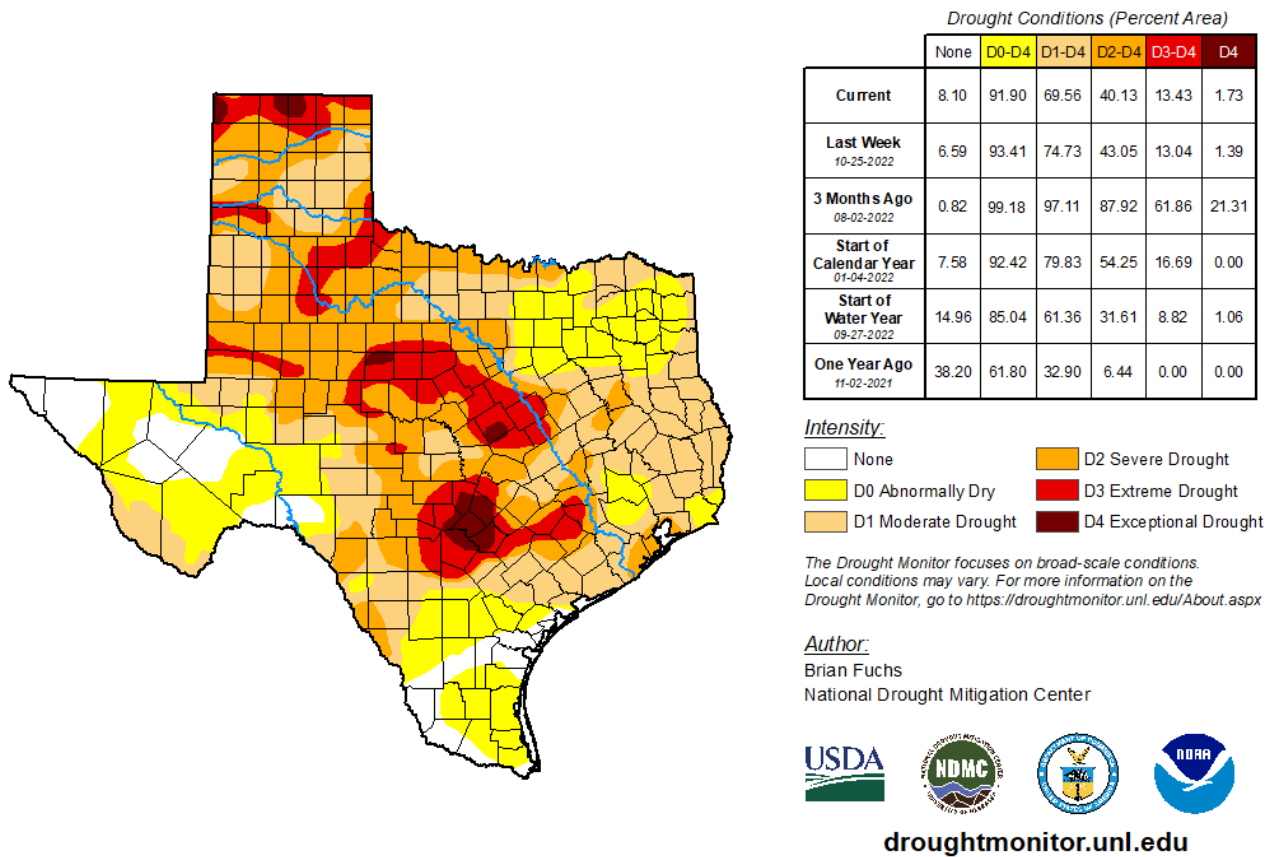 Drought Conditions (Percent Area)
None D0-D4 D1-D4 D2-D4 D3-D4 D4
Current 8.10 91.90 69.56 40.13 13.43 1.73
Last Week
10-25-2022
6.59 93.41 74.73 43.05 13.04 1.39
3 Months Ago
08-02-2022
0.82 99.18 97.11 87.92 61.86 21.31
Start of
Calendar Year
01-04-2022
7.58 92.42 79.83 54.25 16.69 0.00
Start of
Water Year
09-27-2022
14.96 85.04 61.36 31.61 8.82 1.06
One Year Ago
11-02-2021
38.20 61.80 32.90 6.44 0.00 0.00
Intensity:
None
D0 Abnormally Dry
D1 Moderate Drought
D2 Severe Drought
D3 Extreme Drought
D4 Exceptional Drought
The Drought Monitor focuses on broad-scale conditions.
Local conditions may vary. For more information on the
Drought Monitor, go to https://droughtmonitor.unl.edu/About.aspx
Author:
Brian Fuchs
National Drought Mitigation Center
USDA
NDMC
NOAA
droughtmonitor.unl.edu